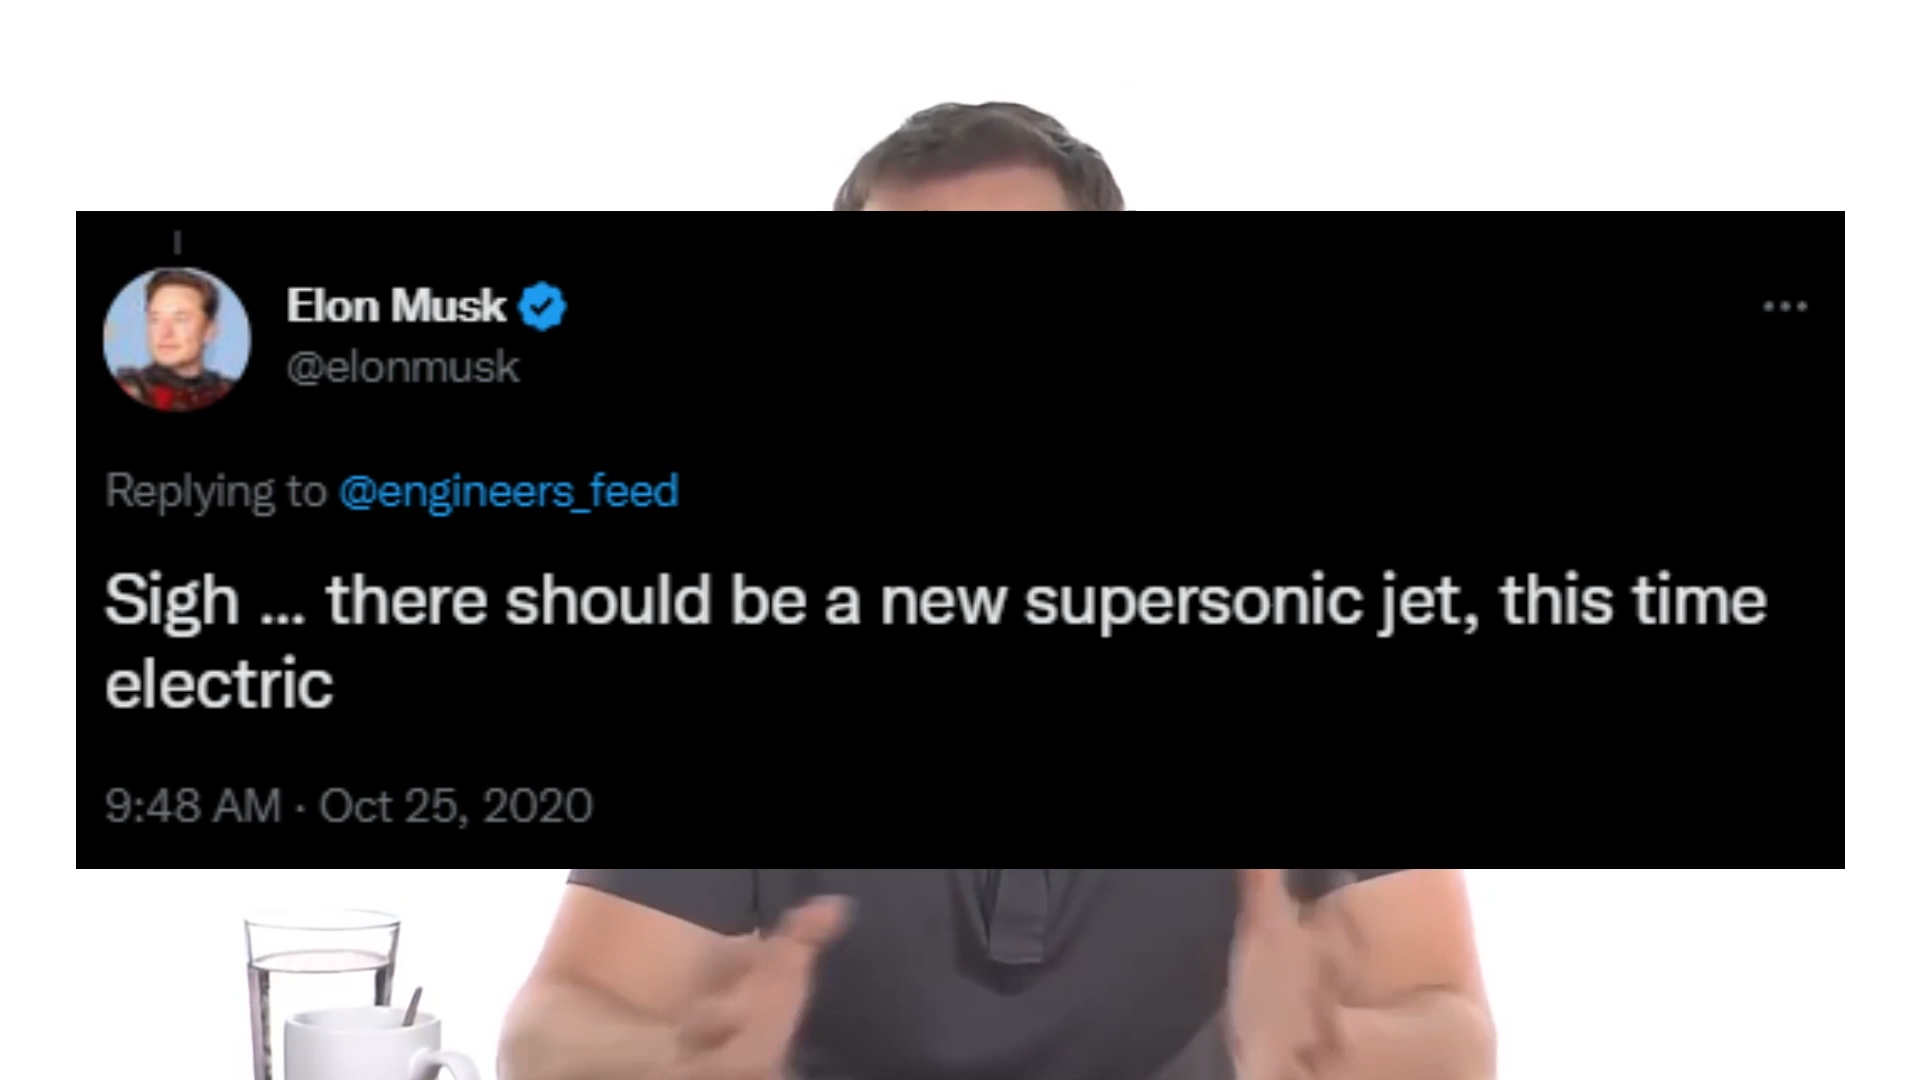 Elon Musk
@elonmusk
Replying to @engineers_feed
Sigh ... there should be a new supersonic jet, this time
electric
9:48 AM · Oct 25, 2020